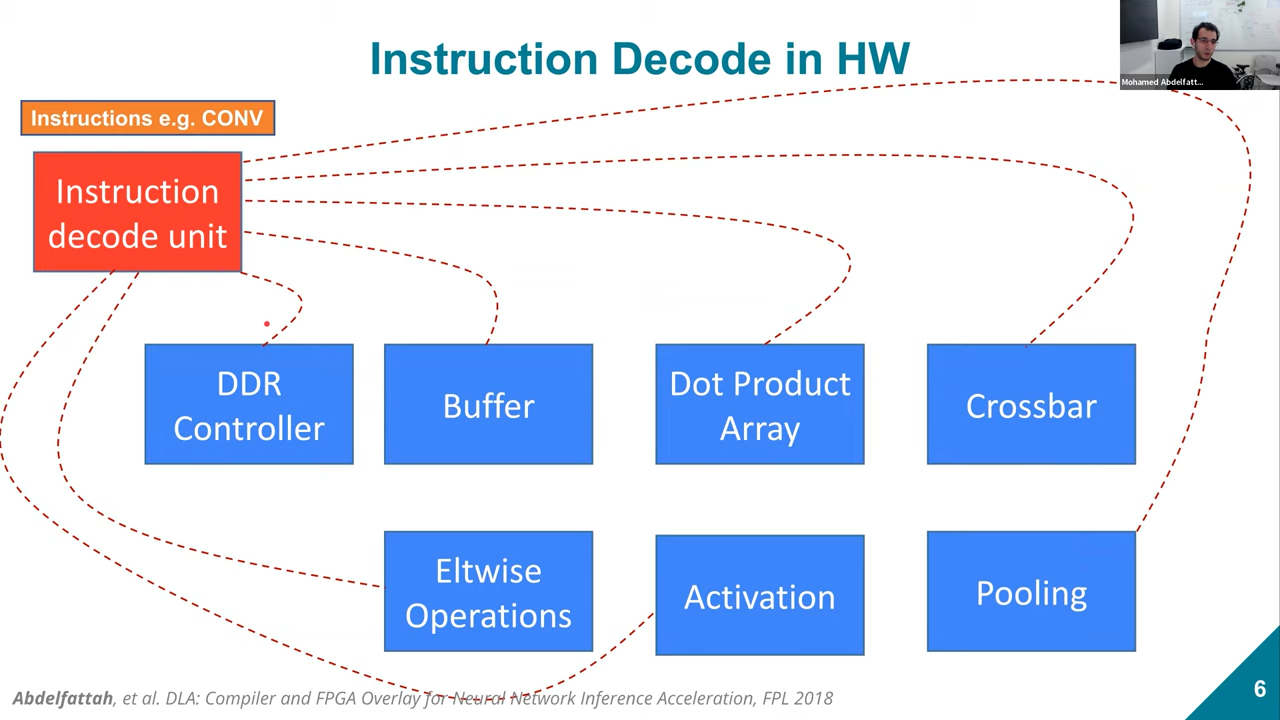 Instruction Decode in HW
Mohamed Abdelfatt...
Instructions e.g. CONV
Instruction
decode unit
DDR
Controller
Buffer
Dot Product
Array
Crossbar
Eltwise
Operations
Activation
Pooling
Abdelfattah, et al. DLA: Compiler and FPGA Overlay for Neural Network Inference Acceleration, FPL 2018
6